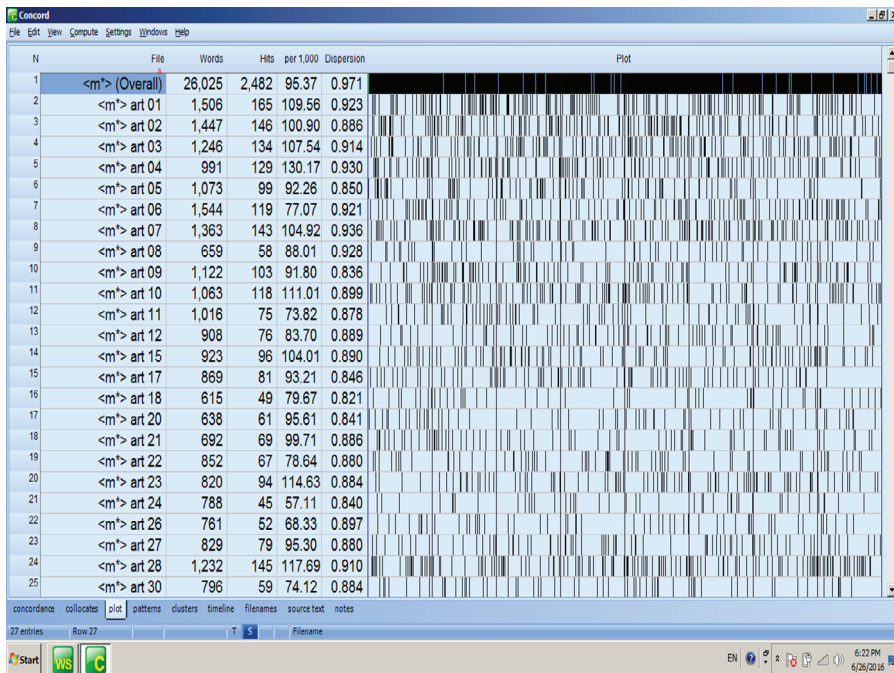 Concord
File Edit View Compute Settings Windows Help
N File Words Hits per 1,000 Dispersion Plot
1 <m*> (Overall) 26,025 2,482 95.37 0.971
2 <m*> art 01 1,506 165 109.56 0.923
3 <m*> art 02 1,447 146 100.90 0.886
4 <m*> art 03 1,246 134 107.54 0.914
5 <m*> art 04 991 129 130.17 0.930
6 <m*> art 05 1,073 99 92.26 0.850
7 <m*> art 06 1,544 119 77.07 0.921
8 <m*> art 07 1,363 143 104.92 0.936
9 <m*> art 08 659 58 88.01 0.928
10 <m*> art 09 1,122 103 91.80 0.836
11 <m*> art 10 1,063 118 111.01 0.899
12 <m*> art 11 1,016 75 73.82 0.878
13 <m*> art 12 908 76 83.70 0.889
14 <m*> art 15 923 96 104.01 0.890
15 <m*> art 17 869 81 93.21 0.846
16 <m*> art 18 615 49 79.67 0.821
17 <m*> art 20 638 61 95.61 0.841
18 <m*> art 21 692 69 99.71 0.886
19 <m*> art 22 852 67 78.64 0.880
20 <m*> art 23 820 94 114.63 0.884
21 <m*> art 24 788 45 57.11 0.840
22 <m*> art 26 761 52 68.33 0.897
23 <m*> art 27 829 79 95.30 0.880
24 <m*> art 28 1,232 145 117.69 0.910
25 <m*> art 30 796 59 74.12 0.884
concordance collocates plot patterns clusters timeline filenames source text notes
27 entries Row 27 T S Filename
Start WS C EN 6:22 PM
6/26/2016